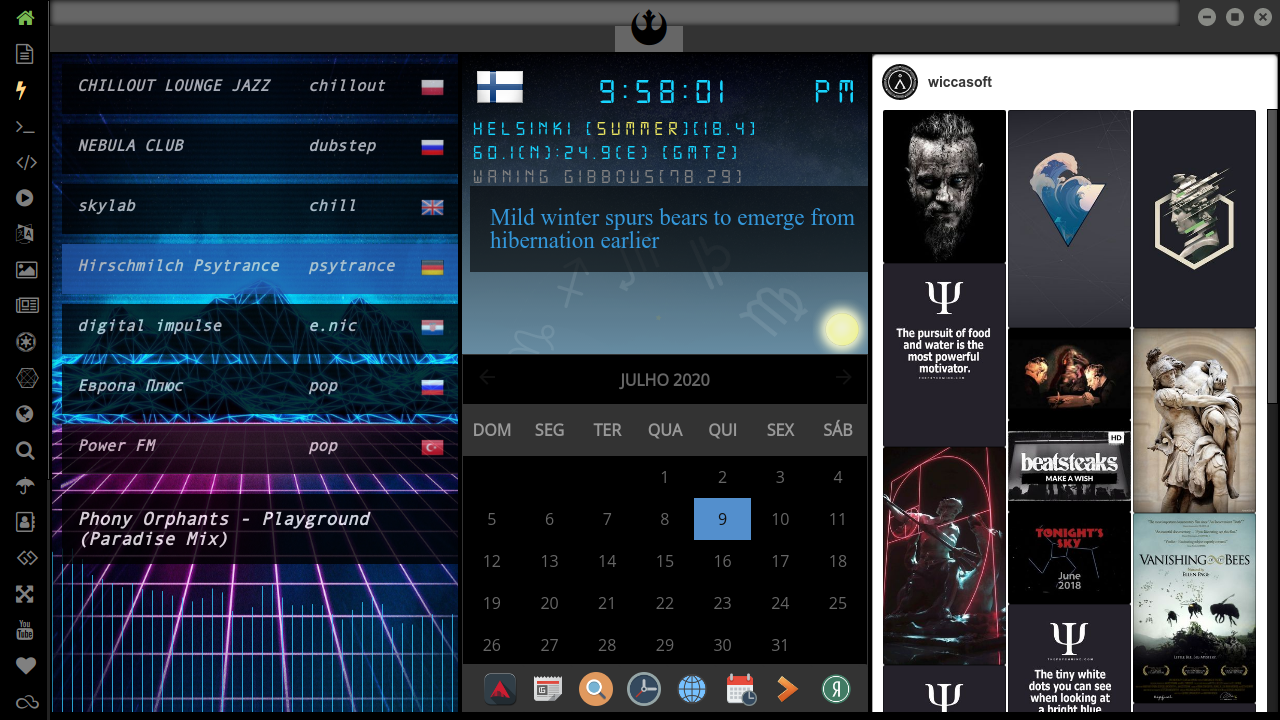 CHILLOUT LOUNGE JAZZ chillout
NEBULA CLUB dubstep
skylab chill
Hirschmilch Psytrance psytrance
digital impulse e.nic
Европа Плюс pop
Power FM pop
Phony Orphants - Playground
(Paradise Mix)
9:58:01 PM
HELSINKI [SUMMER][18.4]
60.1(N):24.9(E) [GMT2]
WANING GIBBOUS[78.29]
Mild winter spurs bears to emerge from
hibernation earlier
JULHO 2020
DOM SEG TER QUA QUI SEX SÁB
1 2 3 4
5 6 7 8 9 10 11
12 13 14 15 16 17 18
19 20 21 22 23 24 25
26 27 28 29 30 31
Я
You
Tube
wiccasoft
Ψ
The pursuit of food
and water is the
most powerful
motivator.
HD
beatsteaks
MAKE A WISH
TONIGHT'S
SKY
June
2018
VANISHING OF THE BEES
ELLEN PAGE
Ψ
The tiny white
dots you can see
when looking at
a bright blue
Ψ